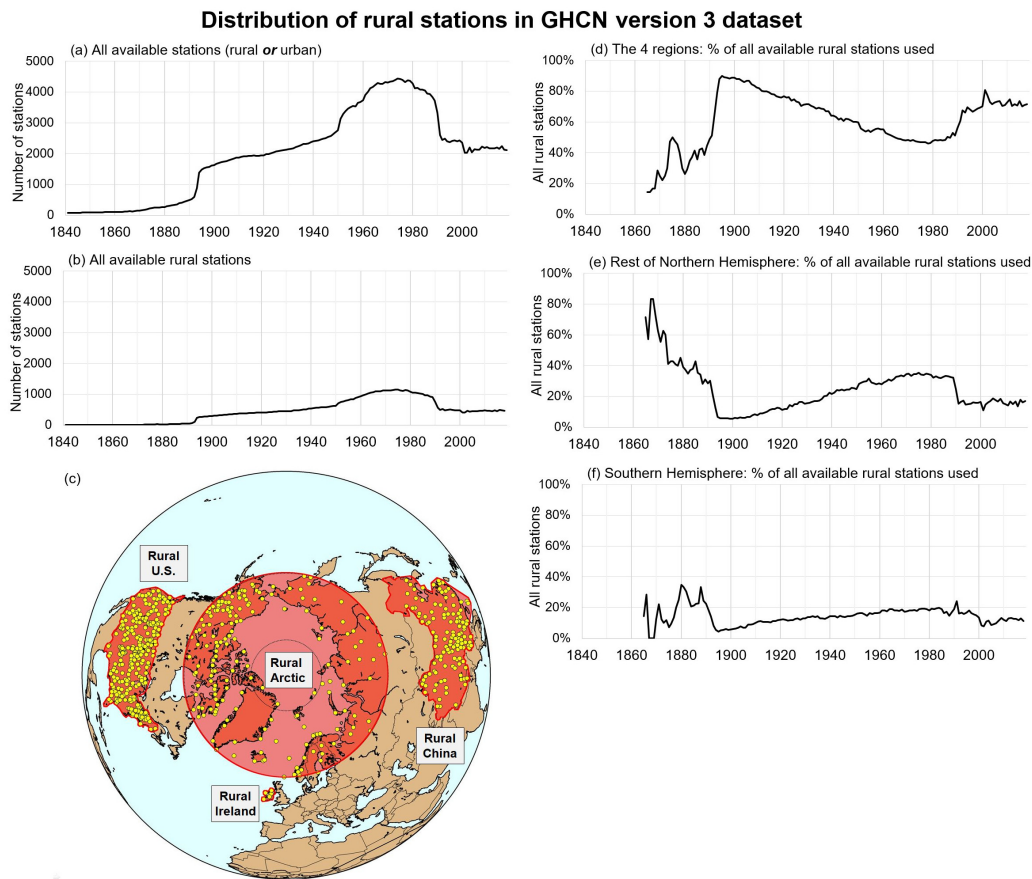 Distribution of rural stations in GHCN version 3 dataset
(a) All available stations (rural or urban)
Number of stations
5000
4000
3000
2000
1000
0
1840 1860 1880 1900 1920 1940 1960 1980 2000
(b) All available rural stations
Number of stations
5000
4000
3000
2000
1000
0
1840 1860 1880 1900 1920 1940 1960 1980 2000
(c)
Rural
U.S.
Rural
Arctic
Rural
China
Rural
Ireland
(d) The 4 regions: % of all available rural stations used
All rural stations
100%
80%
60%
40%
20%
0%
1840 1860 1880 1900 1920 1940 1960 1980 2000
(e) Rest of Northern Hemisphere: % of all available rural stations used
All rural stations
100%
80%
60%
40%
20%
0%
1840 1860 1880 1900 1920 1940 1960 1980 2000
(f) Southern Hemisphere: % of all available rural stations used
All rural stations
100%
80%
60%
40%
20%
0%
1840 1860 1880 1900 1920 1940 1960 1980 2000